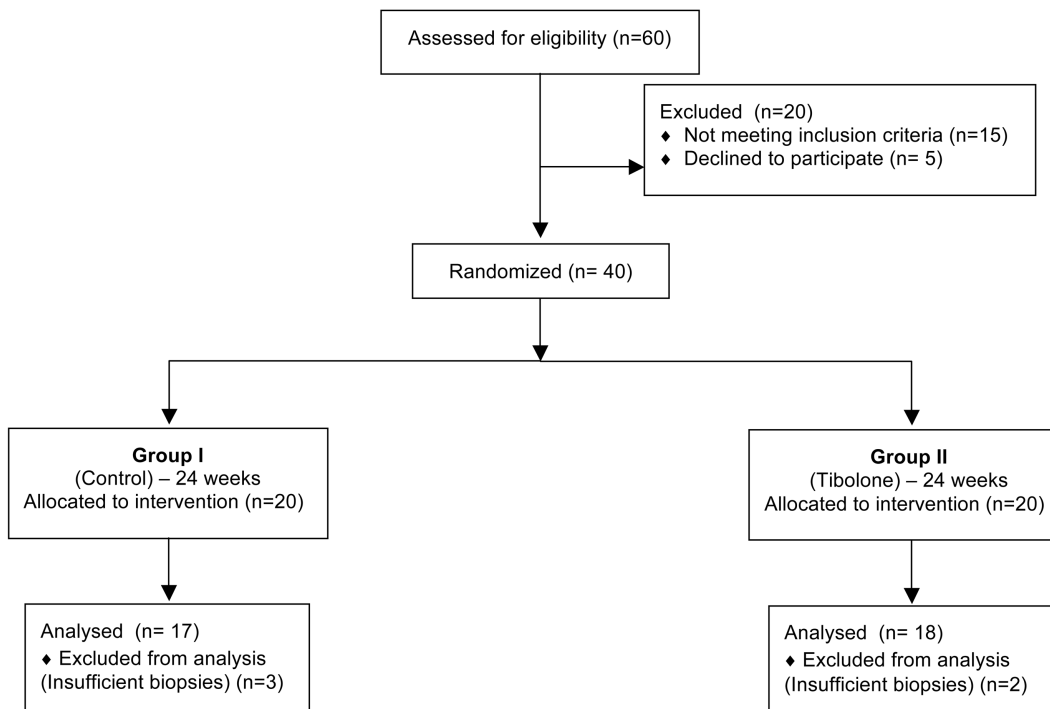 Assessed for eligibility (n=60)
Excluded (n=20)
♦ Not meeting inclusion criteria (n=15)
♦ Declined to participate (n= 5)
Randomized (n= 40)
Group I
(Control) – 24 weeks
Allocated to intervention (n=20)
Group II
(Tibolone) – 24 weeks
Allocated to intervention (n=20)
Analysed (n= 17)
♦ Excluded from analysis
(Insufficient biopsies) (n=3)
Analysed (n= 18)
♦ Excluded from analysis
(Insufficient biopsies) (n=2)